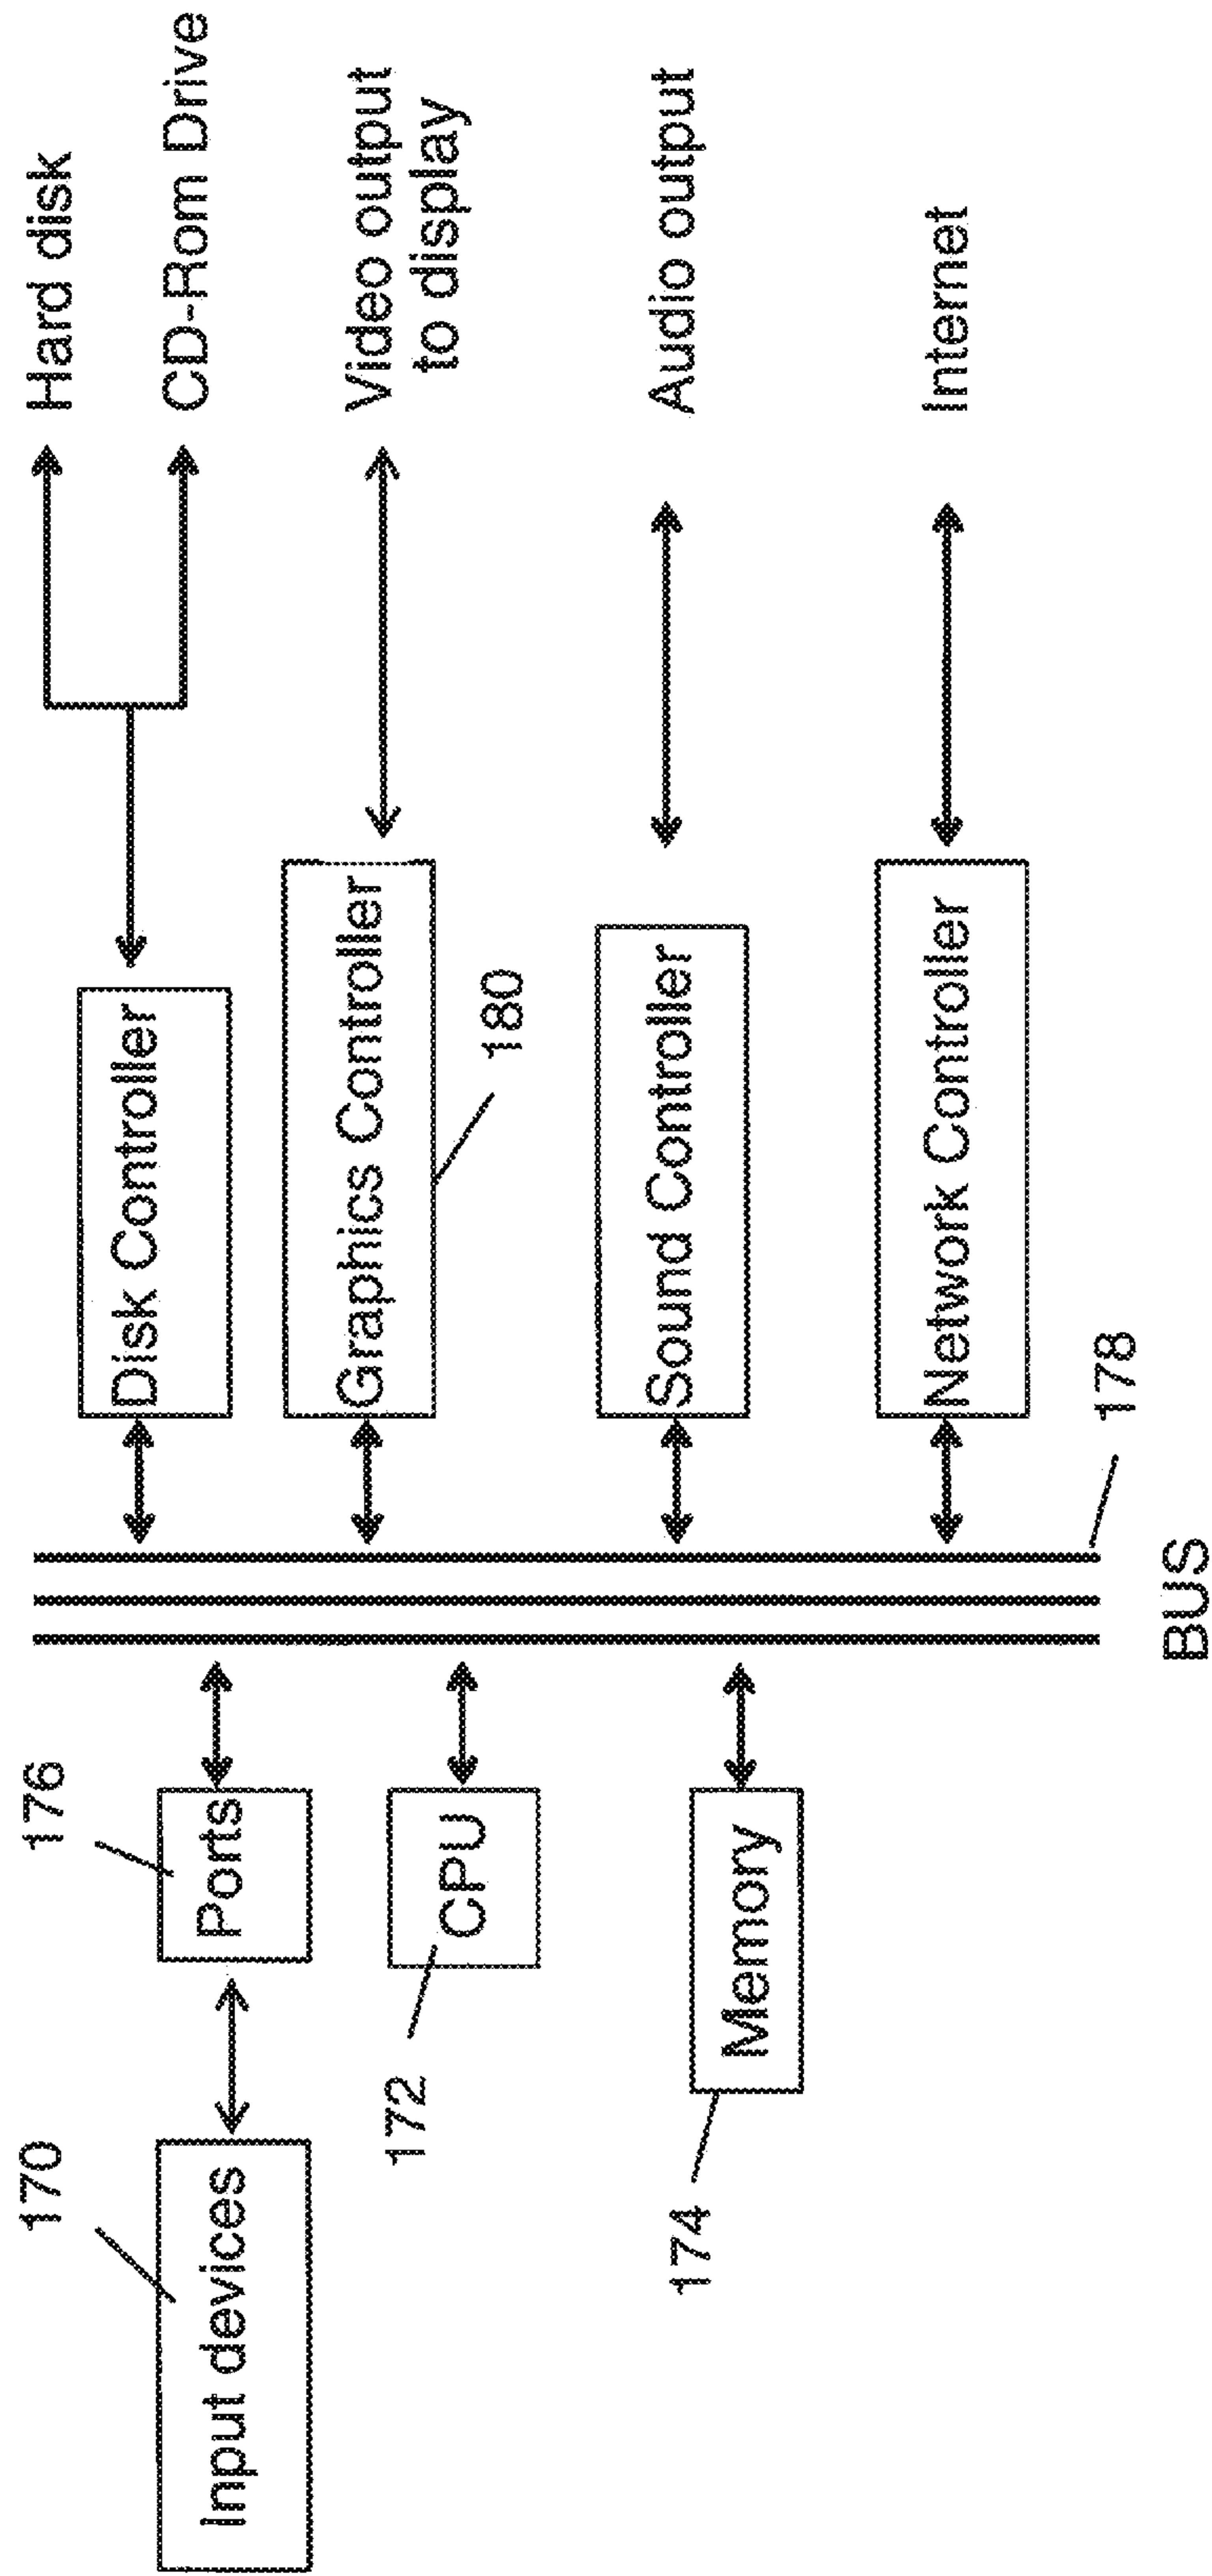 170
Input devices
176
Ports
172
CPU
174
Memory
BUS
178
Disk Controller
Graphics Controller
180
Sound Controller
Network Controller
Hard disk
CD-Rom Drive
Video output
to display
Audio output
Internet